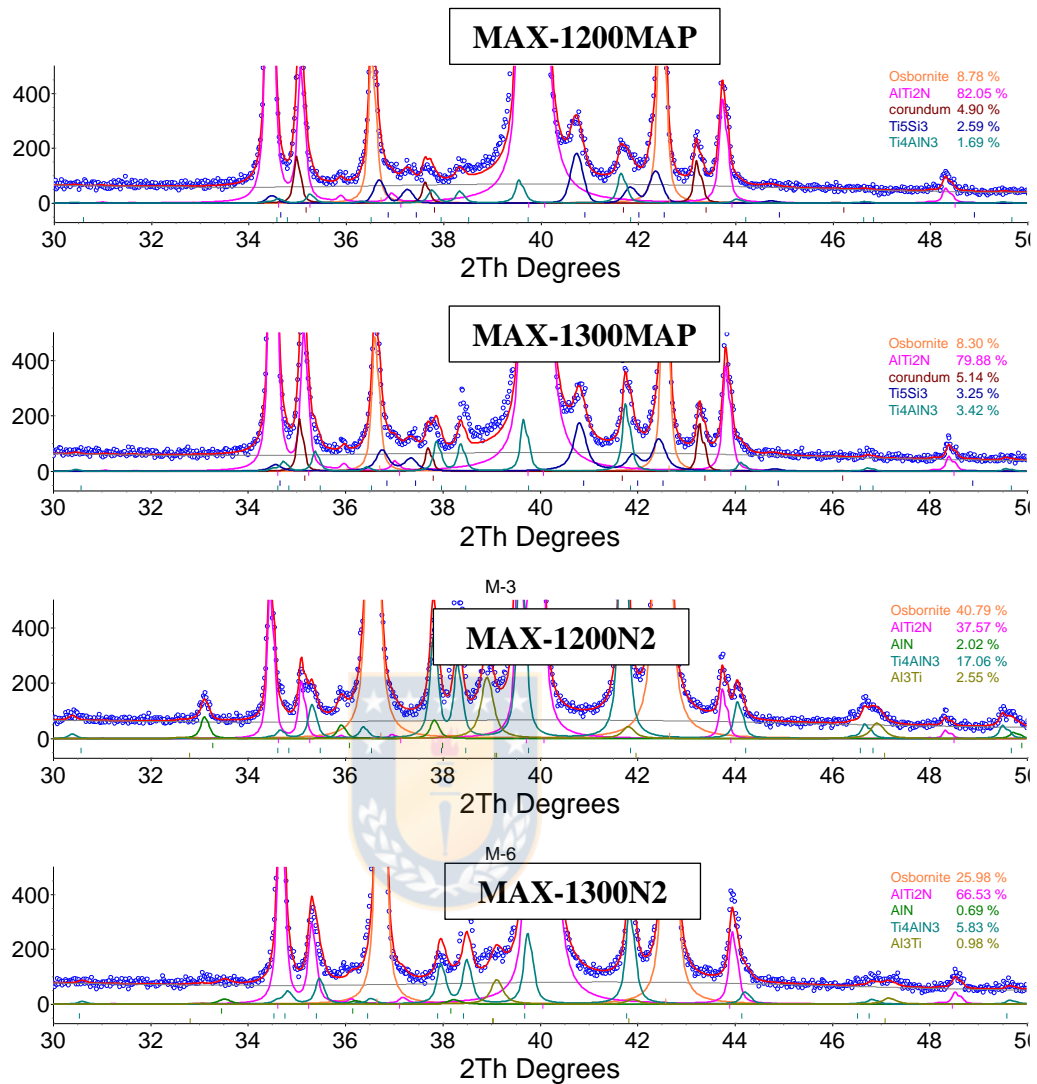 MAX-1200MAP
Osbornite 8.78 %
AlTi2N 82.05 %
corundum 4.90 %
Ti5Si3 2.59 %
Ti4AlN3 1.69 %
400
200
0
30 32 34 36 38 40 42 44 46 48 50
2Th Degrees
MAX-1300MAP
Osbornite 8.30 %
AlTi2N 79.88 %
corundum 5.14 %
Ti5Si3 3.25 %
Ti4AlN3 3.42 %
400
200
0
30 32 34 36 38 40 42 44 46 48 50
2Th Degrees
M-3
MAX-1200N2
Osbornite 40.79 %
AlTi2N 37.57 %
AlN 2.02 %
Ti4AlN3 17.06 %
Al3Ti 2.55 %
400
200
0
30 32 34 36 38 40 42 44 46 48 50
2Th Degrees
M-6
MAX-1300N2
Osbornite 25.98 %
AlTi2N 66.53 %
AlN 0.69 %
Ti4AlN3 5.83 %
Al3Ti 0.98 %
400
200
0
30 32 34 36 38 40 42 44 46 48 50
2Th Degrees